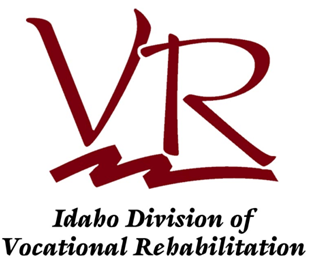 VR
Idaho Division of
Vocational Rehabilitation